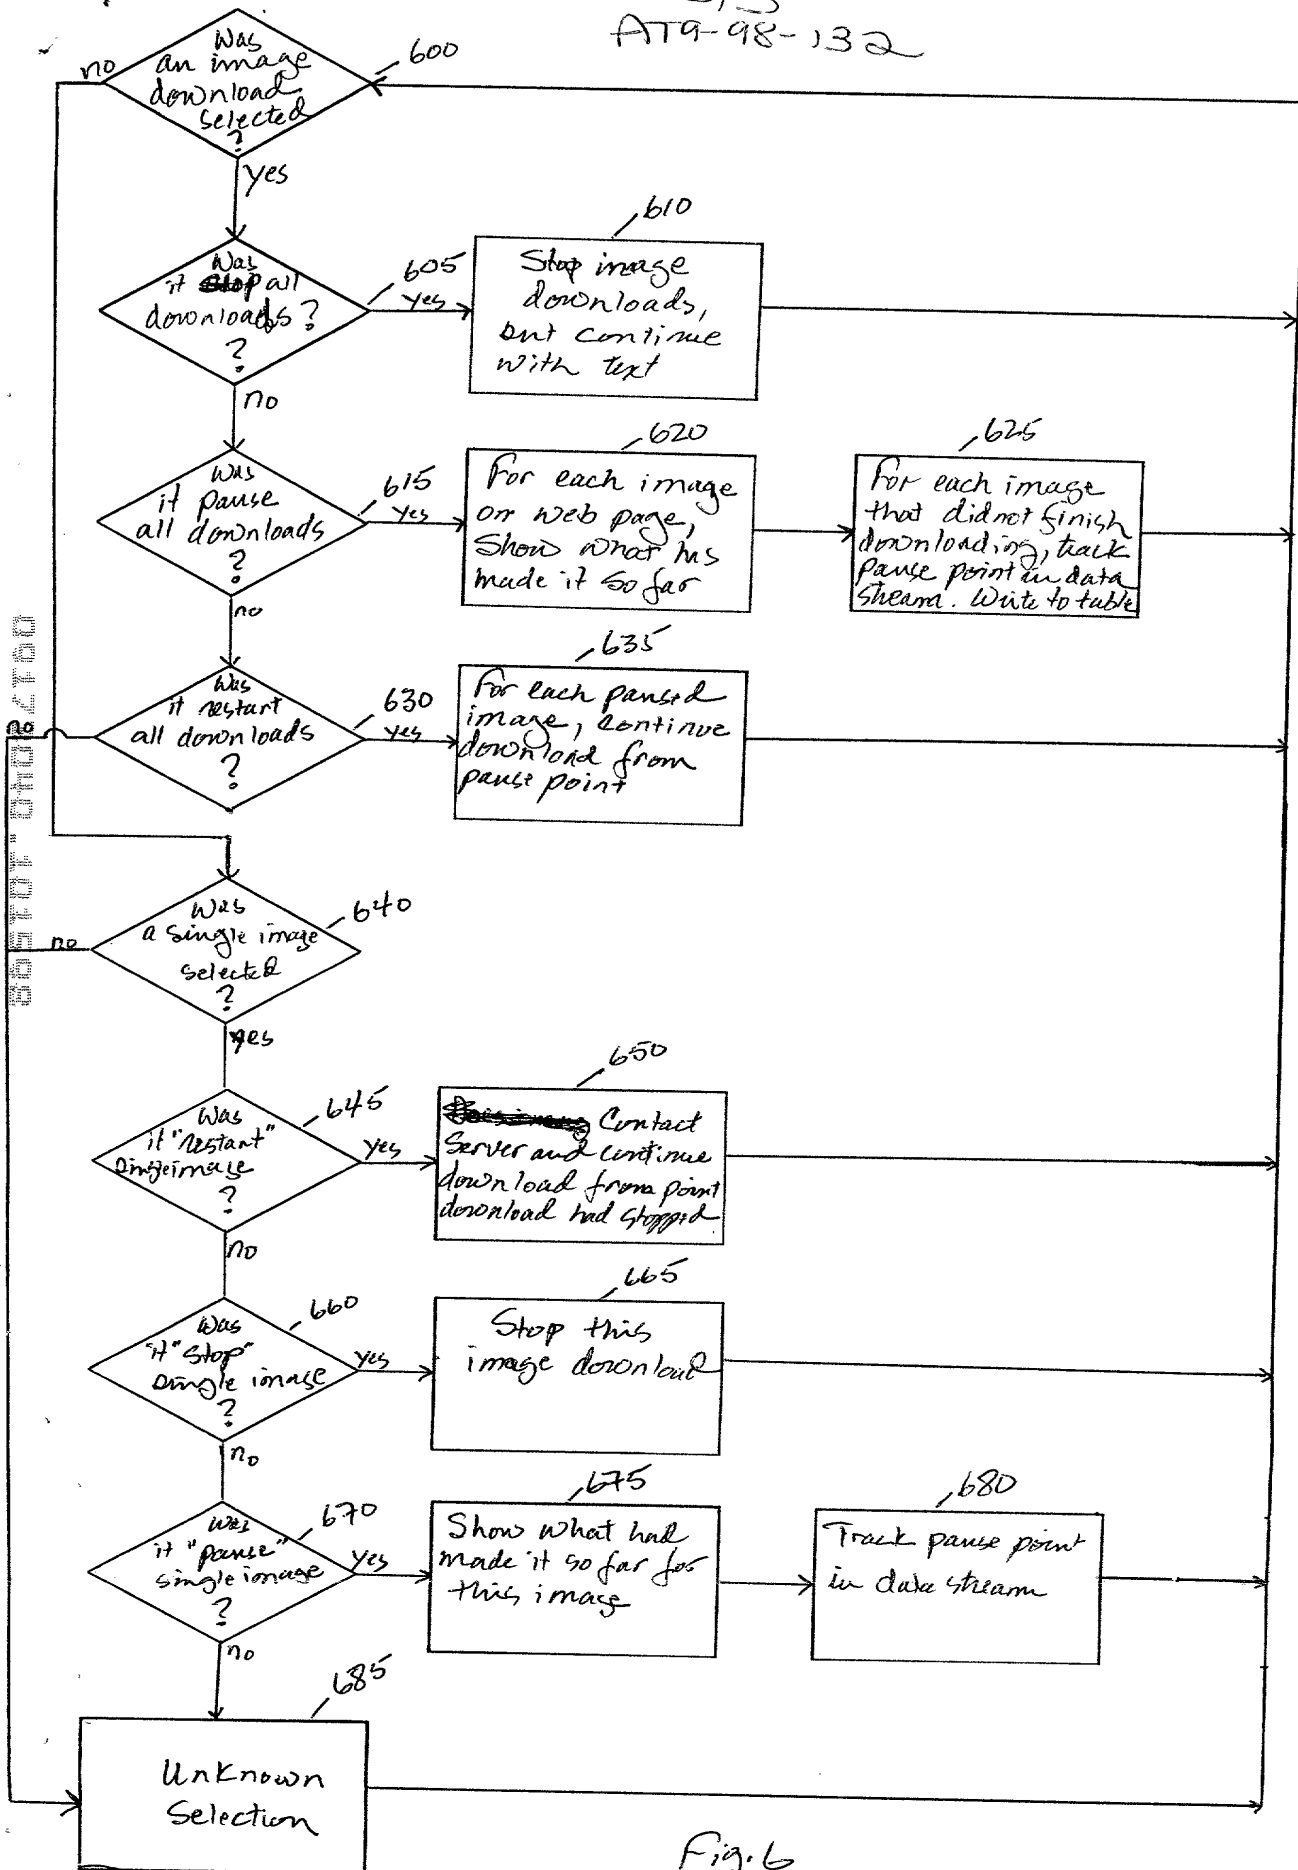 AT9-98-132
Was
an image
download
selected
?
600
no
yes
Was
it stop all
downloads?
?
605
yes
no
610
Stop image
downloads,
but continue
with text
Was
it pause
all downloads
?
615
yes
no
620
For each image
on web page,
Show what has
made it so far
625
For each image
that did not finish
downloading, track
pause point in data
stream. Write to table
Was
it restart
all downloads
?
630
yes
no
635
For each paused
image, continue
download from
pause point
Was
a single image
selected
?
640
no
yes
Was
it "restart"
single image
?
645
yes
no
650
Contact
Server and continue
download from point
download had stopped
Was
it "stop"
single image
?
660
yes
no
665
Stop this
image download
Was
it "pause"
single image
?
670
yes
no
675
Show what had
made it so far for
this image
680
Track pause point
in data stream
685
Unknown
Selection
Fig. 6